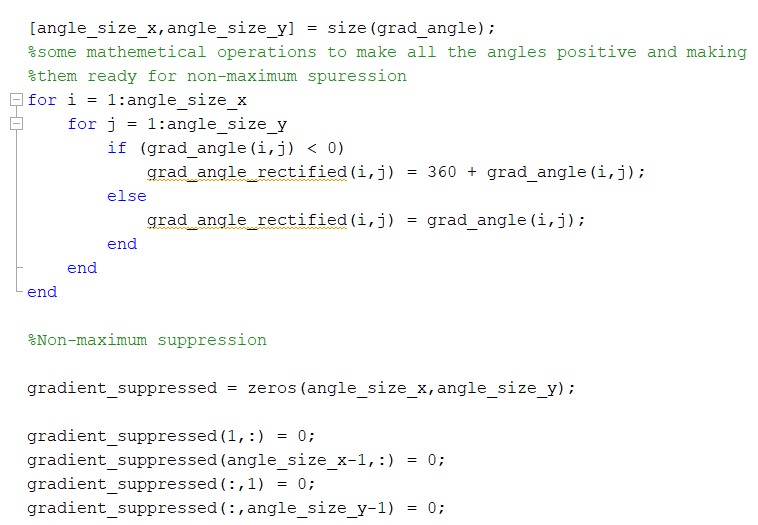 [angle_size_x,angle_size_y] = size(grad_angle);
%some mathemetical operations to make all the angles positive and making
%them ready for non-maximum spuression
for i = 1:angle_size_x
    for j = 1:angle_size_y
        if (grad_angle(i,j) < 0)
            grad_angle_rectified(i,j) = 360 + grad_angle(i,j);
        else
            grad_angle_rectified(i,j) = grad_angle(i,j);
        end
    end
end
%Non-maximum suppression
gradient_suppressed = zeros(angle_size_x,angle_size_y);
gradient_suppressed(1,:) = 0;
gradient_suppressed(angle_size_x-1,:) = 0;
gradient_suppressed(:,1) = 0;
gradient_suppressed(:,angle_size_y-1) = 0;